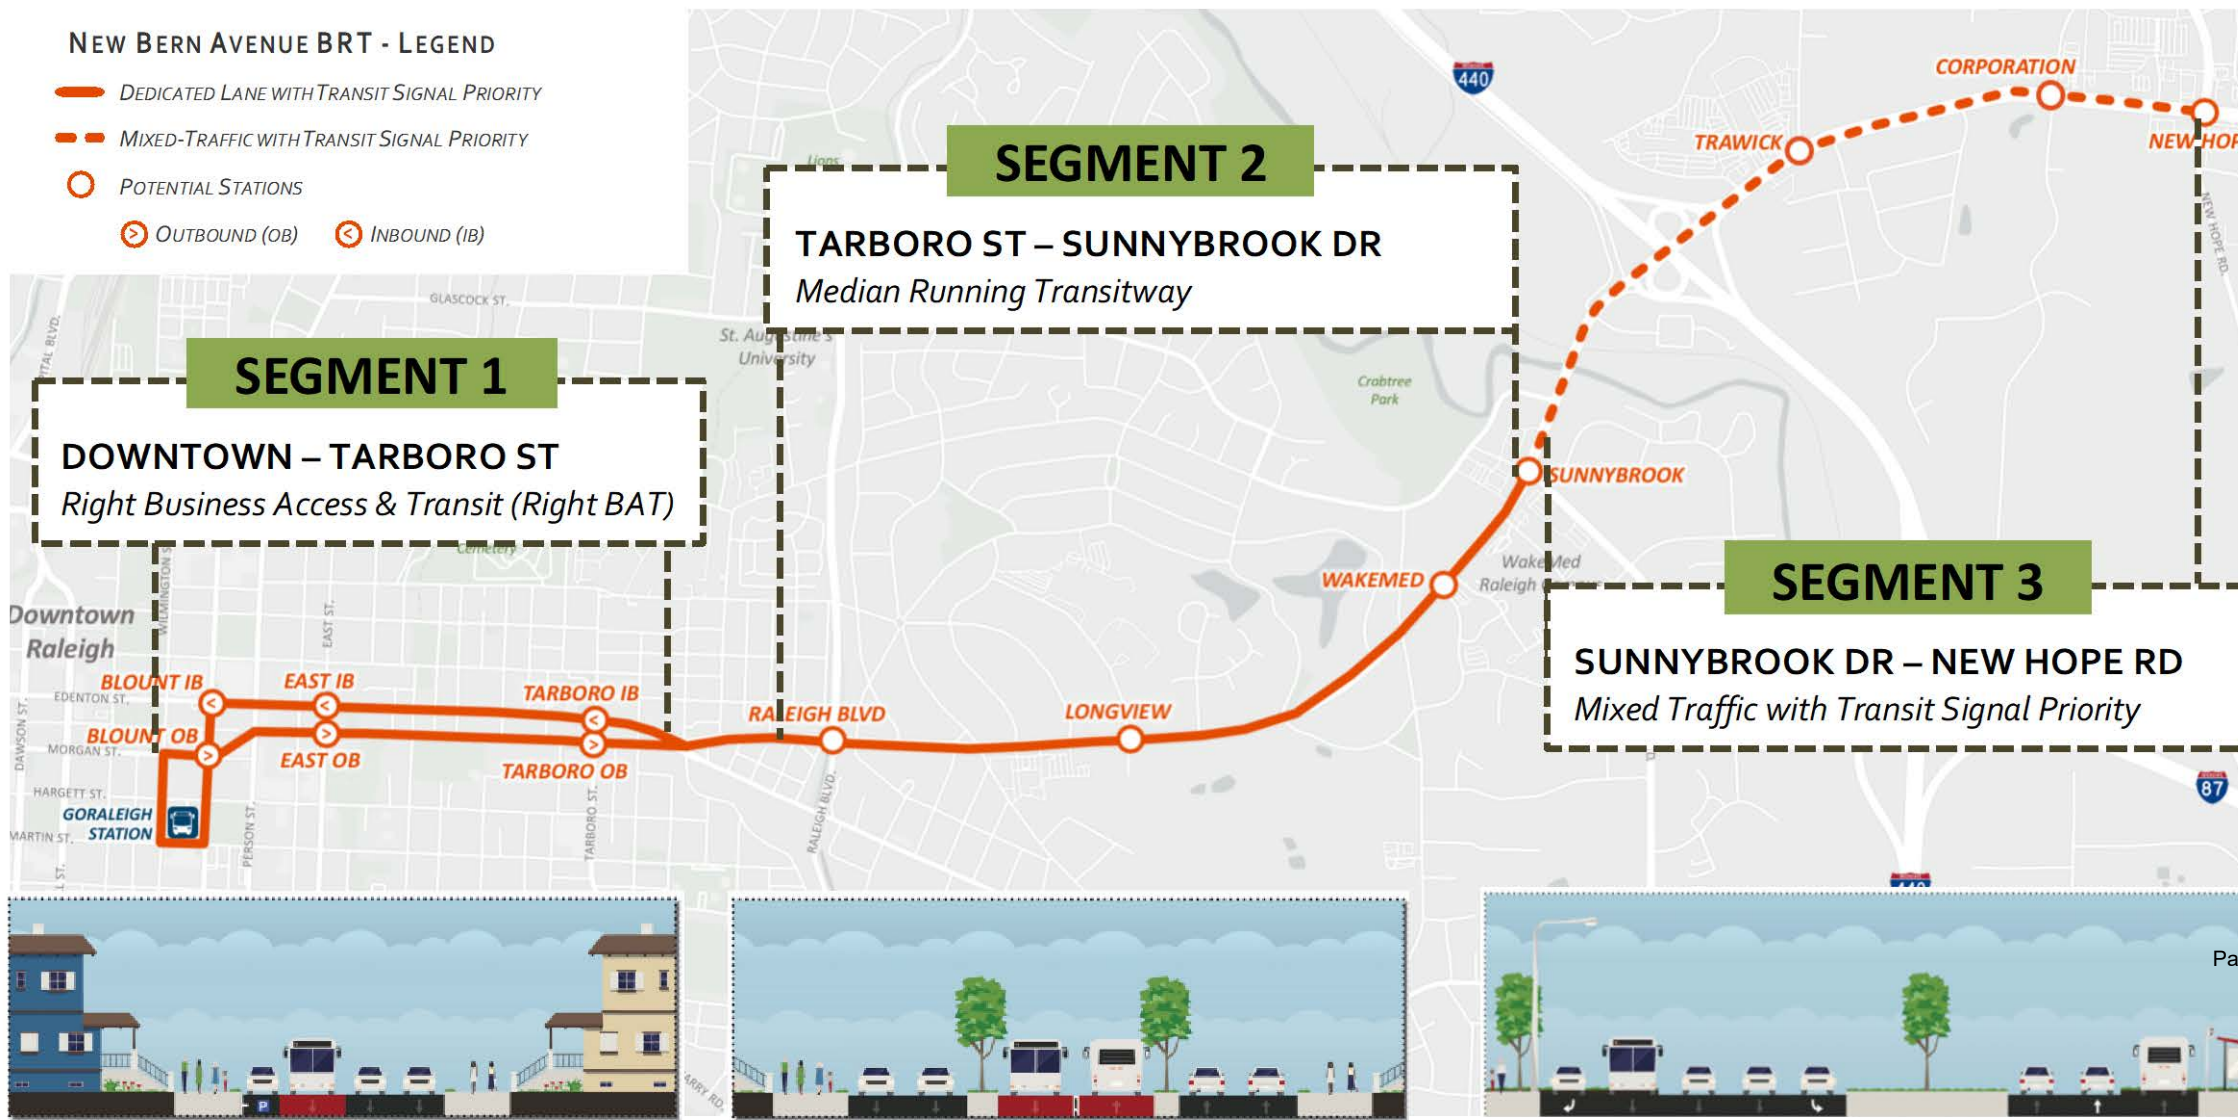 NEW BERN AVENUE BRT - LEGEND
DEDICATED LANE WITH TRANSIT SIGNAL PRIORITY
MIXED-TRAFFIC WITH TRANSIT SIGNAL PRIORITY
POTENTIAL STATIONS
> OUTBOUND (OB) < INBOUND (IB)
440
CORPORATION
TRAWICK
NEW HOP
NEW HOPE RD.
Lions
SEGMENT 2
TARBORO ST – SUNNYBROOK DR
Median Running Transitway
GLASCOCK ST.
ITAL BLVD.
St. Augustine's
University
Crabtree
Park
SEGMENT 1
DOWNTOWN – TARBORO ST
Right Business Access & Transit (Right BAT)
Cemetery
SUNNYBROOK
WAKEMED
WakeMed
Raleigh
SEGMENT 3
SUNNYBROOK DR – NEW HOPE RD
Mixed Traffic with Transit Signal Priority
Downtown
Raleigh
WILMINGTON S
EAST ST.
BLOUNT IB
EAST IB
TARBORO IB
RALEIGH BLVD
LONGVIEW
EDENTON ST.
BLOUNT OB
MORGAN ST.
EAST OB
TARBORO OB
DAWSON ST.
HARGETT ST.
GORALEIGH
STATION
MARTIN ST.
PERSON ST.
TARBORO ST.
RALEIGH BLVD.
L ST.
87
440
ARRY RD.
Pa
P